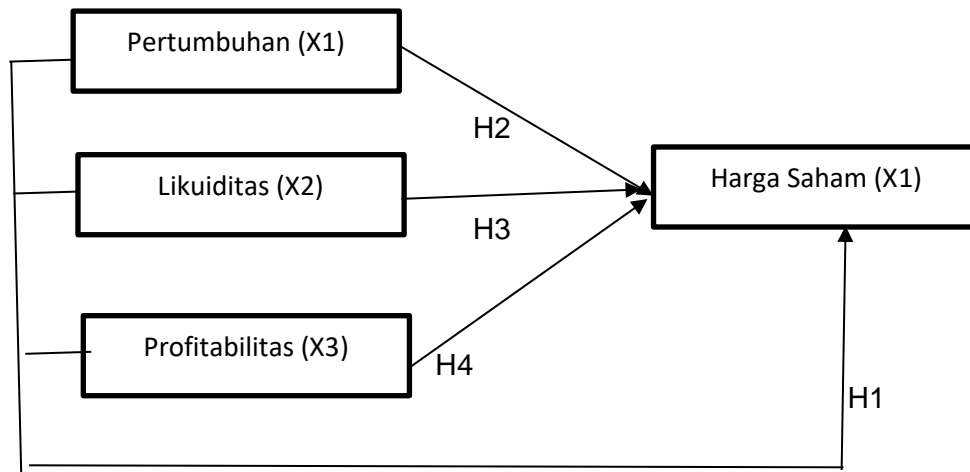 Pertumbuhan (X1)
H2
Likuiditas (X2)
Harga Saham (X1)
H3
Profitabilitas (X3)
H4
H1